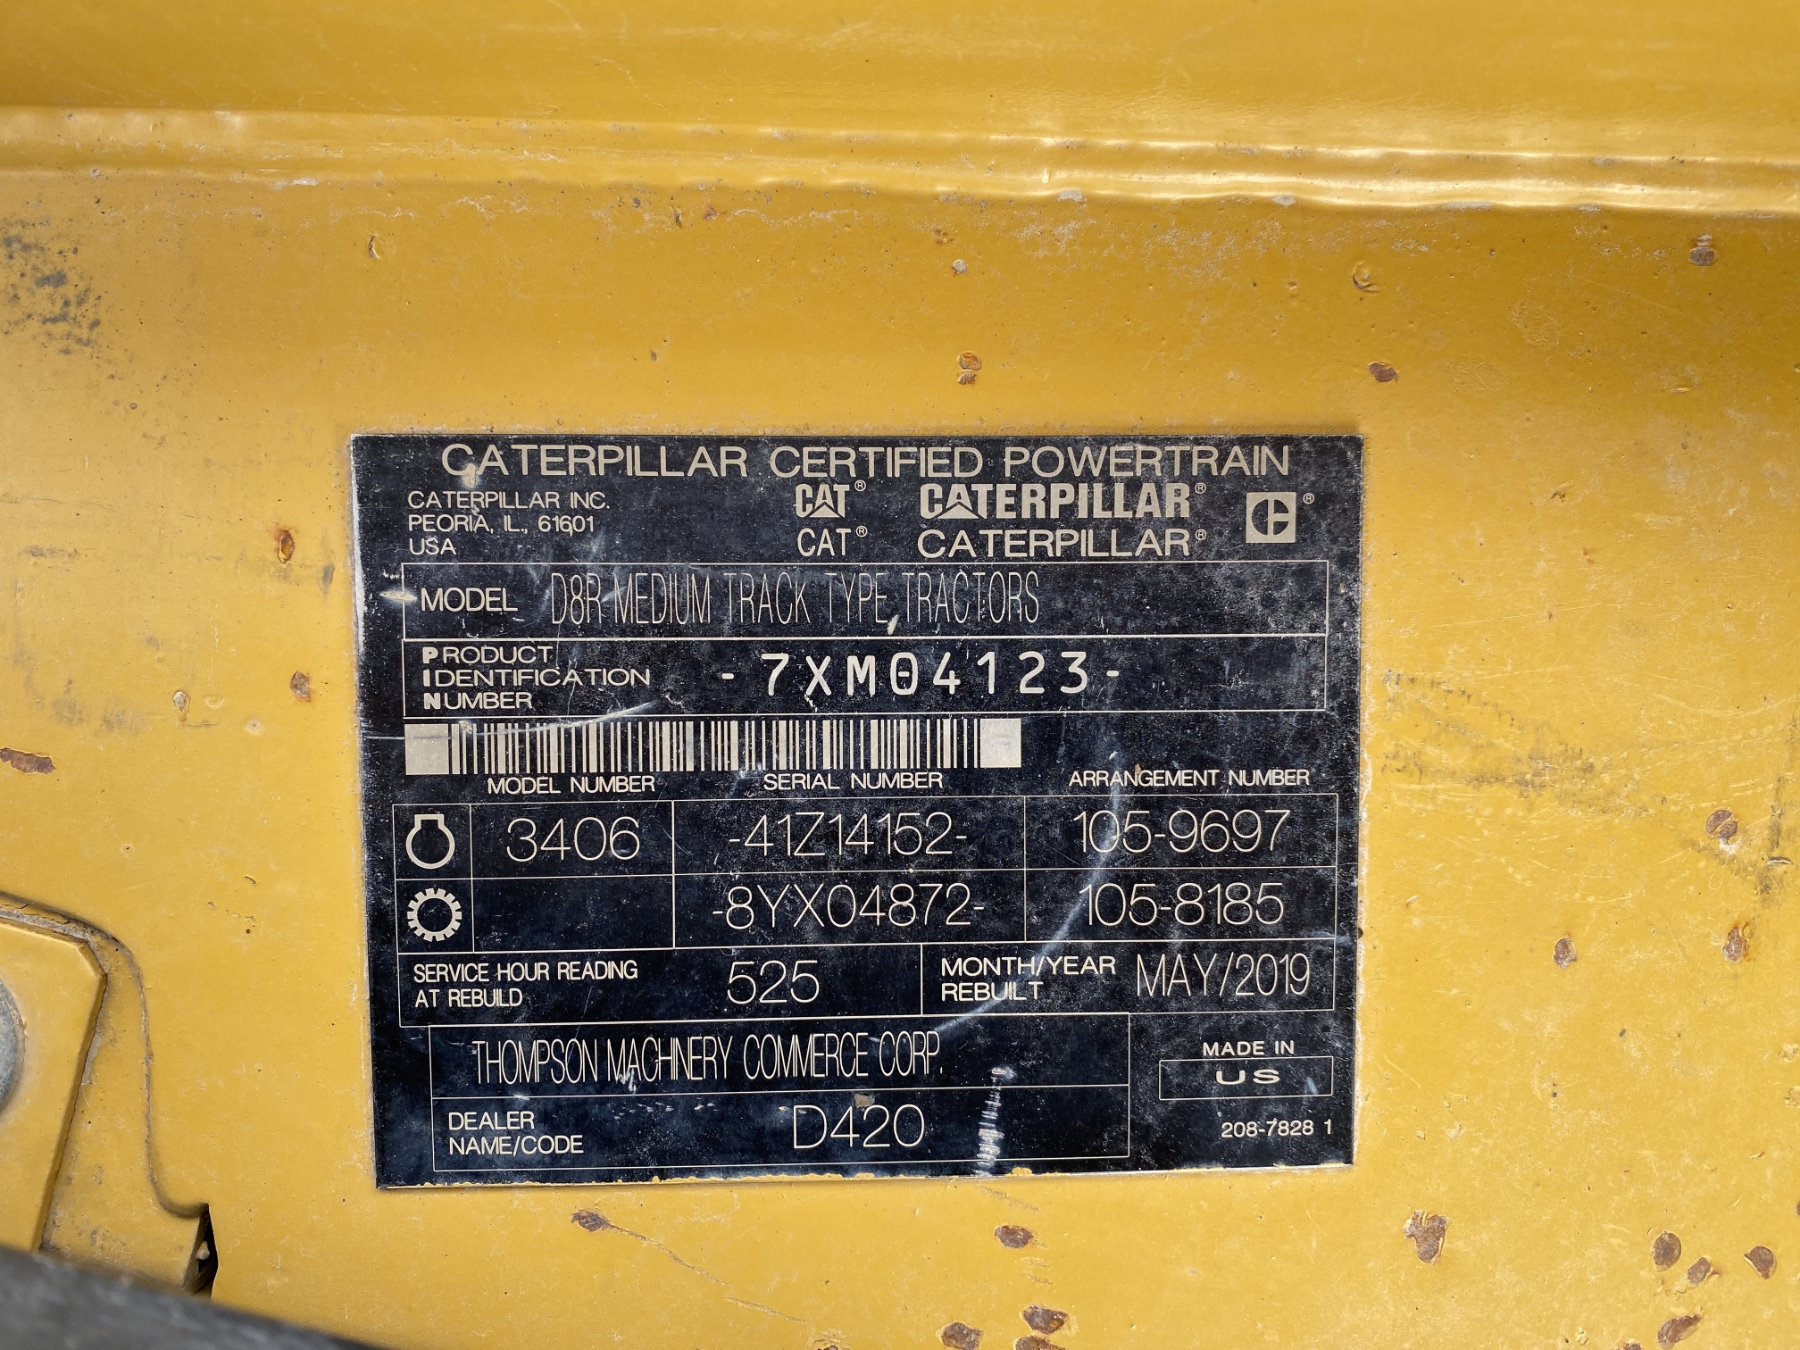 CATERPILLAR CERTIFIED POWERTRAIN
CATERPILLAR INC.
PEORIA, IL., 61601
USA
CAT® CATERPILLAR® C®
CAT® CATERPILLAR®
MODEL D8R MEDIUM TRACK TYPE TRACTORS
PRODUCT
IDENTIFICATION
NUMBER
-7XM04123-
MODEL NUMBER SERIAL NUMBER ARRANGEMENT NUMBER
3406 -41Z14152- 105-9697
-8YX04872- 105-8185
SERVICE HOUR READING
AT REBUILD
525
MONTH/YEAR
REBUILT
MAY/2019
THOMPSON MACHINERY COMMERCE CORP.
DEALER
NAME/CODE
D420
MADE IN
US
208-7828 1